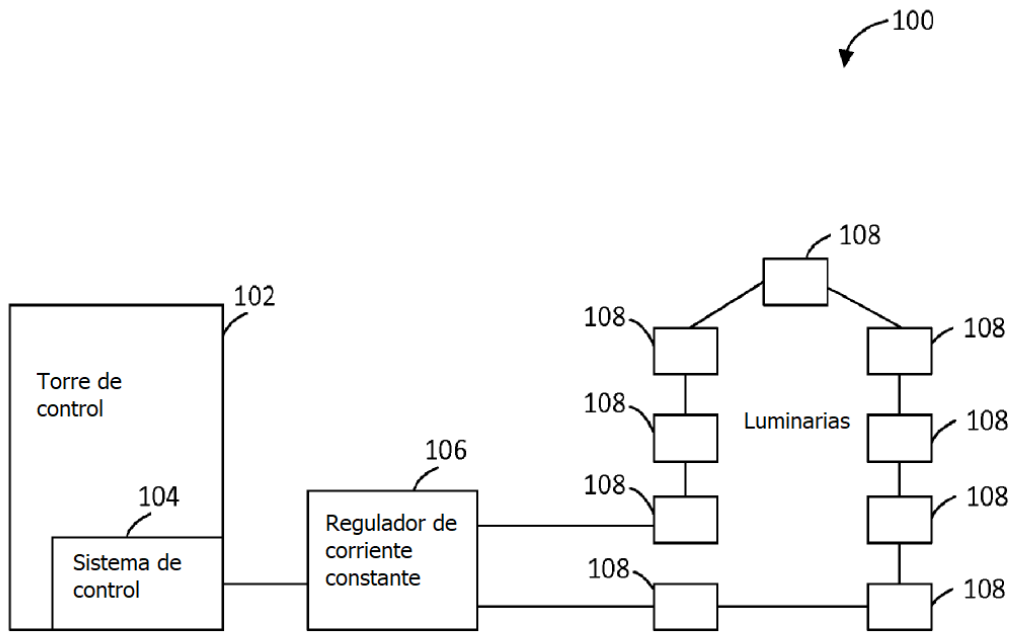 100
108
102
108
108
Torre de
control
108
Luminarias
108
106
104
108
108
Regulador de
corriente
constante
Sistema de
control
108
108